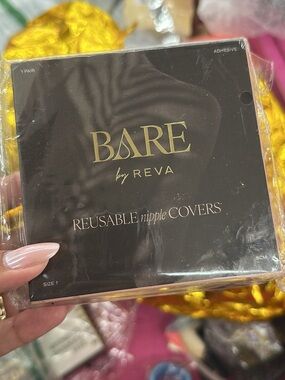 1 PAIR
ADHESIVE
BARE
by REVA
REUSABLE nipple COVERS
SIZE 1